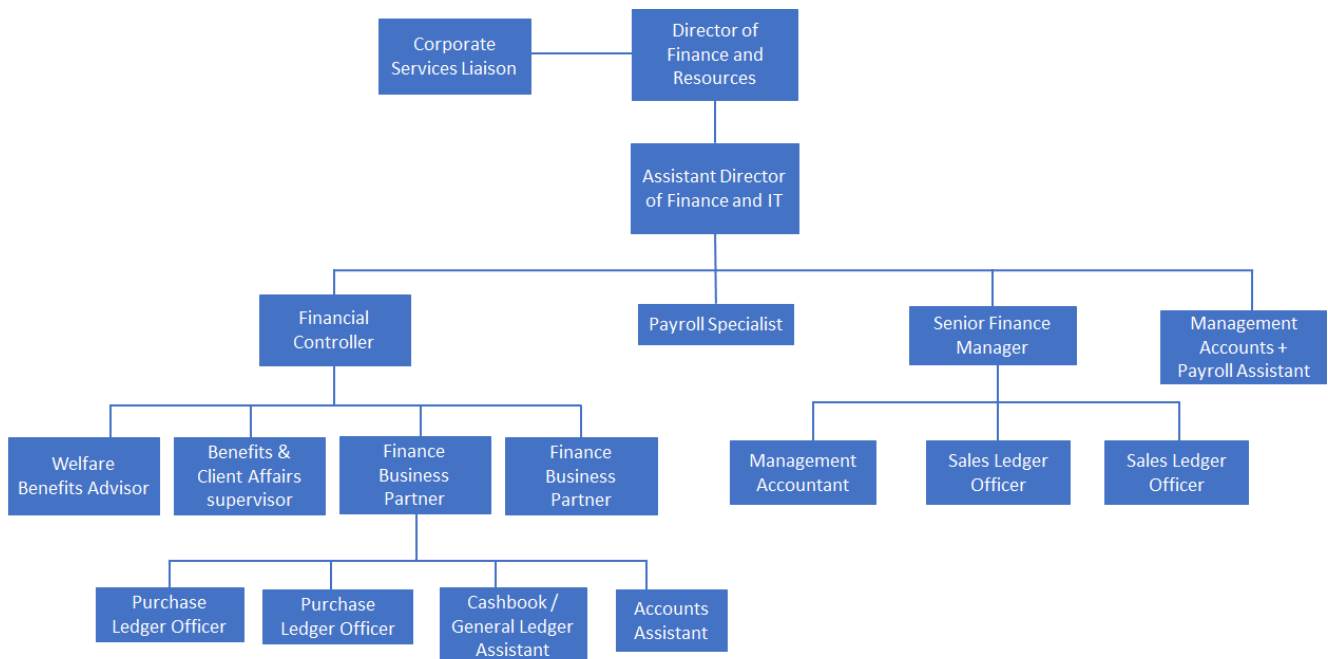 Corporate
Services Liaison
Director of
Finance and
Resources
Assistant Director
of Finance and IT
Financial
Controller
Payroll Specialist
Senior Finance
Manager
Management
Accounts +
Payroll Assistant
Welfare
Benefits Advisor
Benefits &
Client Affairs
supervisor
Finance
Business
Partner
Finance
Business
Partner
Management
Accountant
Sales Ledger
Officer
Sales Ledger
Officer
Purchase
Ledger Officer
Purchase
Ledger Officer
Cashbook /
General Ledger
Assistant
Accounts
Assistant